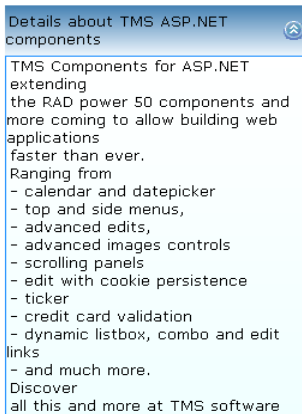 Details about TMS ASP.NET
components
TMS Components for ASP.NET
extending
the RAD power 50 components and
more coming to allow building web
applications
faster than ever.
Ranging from
- calendar and datepicker
- top and side menus,
- advanced edits,
- advanced images controls
- scrolling panels
- edit with cookie persistence
- ticker
- credit card validation
- dynamic listbox, combo and edit
links
- and much more.
Discover
all this and more at TMS software